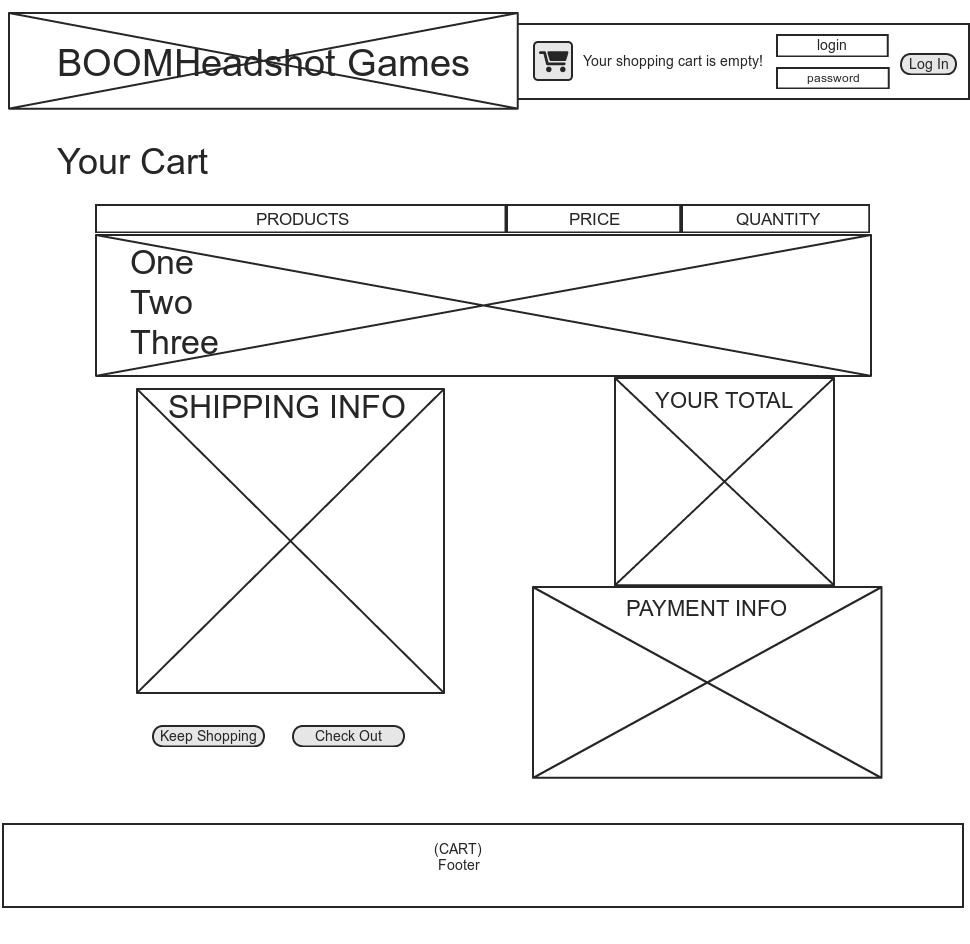 BOOMHeadshot Games
Your shopping cart is empty!
login
password
Log In
Your Cart
PRODUCTS
PRICE
QUANTITY
One
Two
Three
SHIPPING INFO
YOUR TOTAL
PAYMENT INFO
Keep Shopping
Check Out
(CART)
Footer